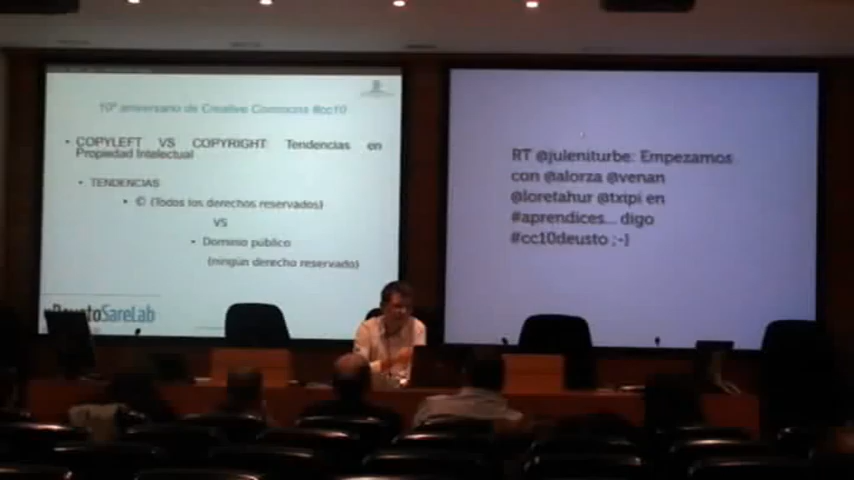 10º aniversario de Creative Commons #cc10
• COPYLEFT VS COPYRIGHT: Tendencias en
Propiedad Intelectual
• TENDENCIAS
• © (Todos los derechos reservados)
VS
• Dominio público
(ningún derecho reservado)
DeustoSareLab
RT @juleniturbe: Empezamos
con @alorza @venan
@loretahur @txipi en
#aprendices... digo
#cc10deusto ;-)